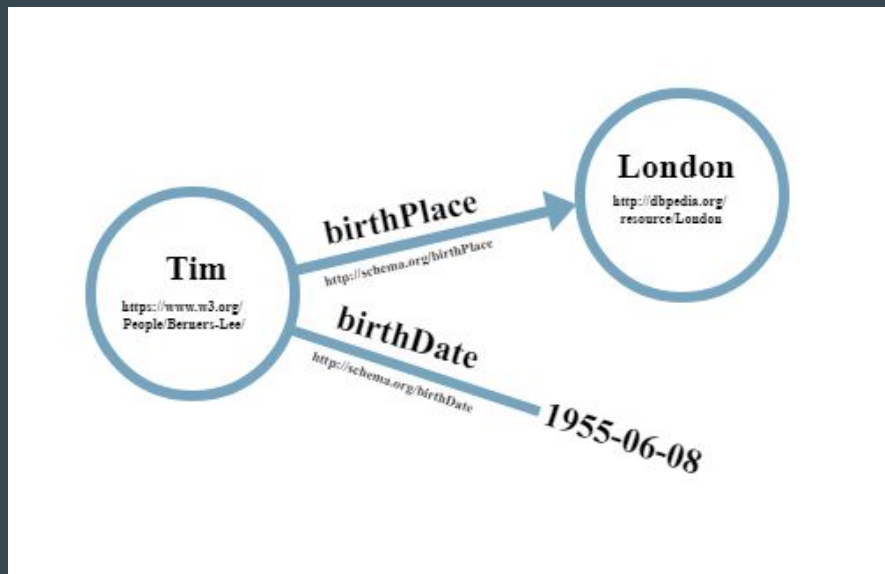 London
http://dbpedia.org/
resource/London
birthPlace
http://schema.org/birthPlace
Tim
https://www.w3.org/
People/Berners-Lee/
birthDate
http://schema.org/birthDate
1955-06-08